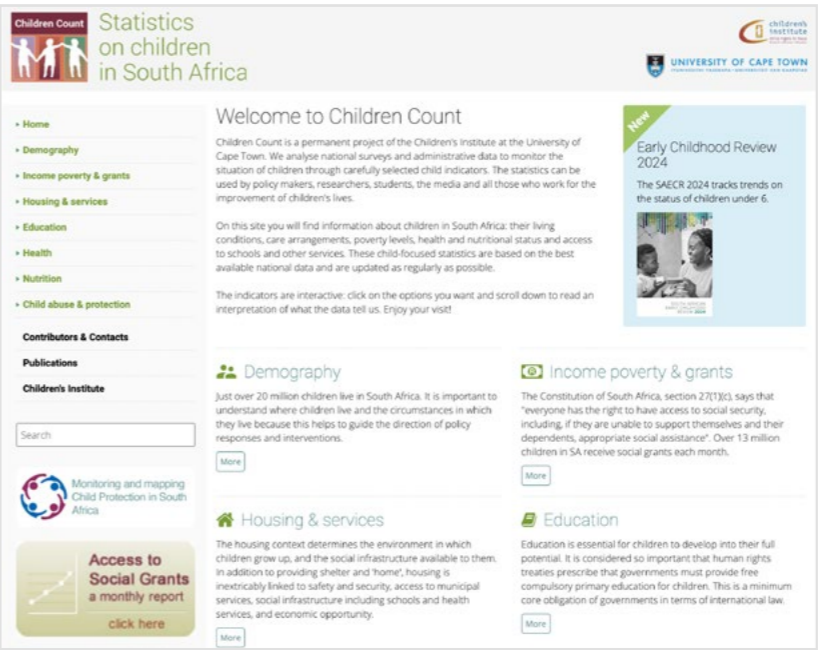 Children Count
Statistics
on children
in South Africa
children's
institute
UNIVERSITY OF CAPE TOWN
Home
Demography
Income poverty & grants
Housing & services
Education
Health
Nutrition
Child abuse & protection
Contributors & Contacts
Publications
Children's Institute
Search
Monitoring and mapping
Child Protection in South
Africa
Access to
Social Grants
a monthly report
click here
Welcome to Children Count
Children Count is a permanent project of the Children's Institute at the University of
Cape Town. We analyse national surveys and administrative data to monitor the
situation of children through carefully selected child indicators. The statistics can be
used by policy makers, researchers, students, the media and all those who work for the
improvement of children's lives.
On this site you will find information about children in South Africa: their living
conditions, care arrangements, poverty levels, health and nutritional status and access
to schools and other services. These child-focused statistics are based on the best
available national data and are updated as regularly as possible.
The indicators are interactive: click on the options you want and scroll down to read an
interpretation of what the data tell us. Enjoy your visit!
New
Early Childhood Review
2024
The SAECR 2024 tracks trends on
the status of children under 6.
SOUTH AFRICAN
EARLY CHILDHOOD
REVIEW 2024
Demography
Just over 20 million children live in South Africa. It is important to
understand where children live and the circumstances in which
they live because this helps to guide the direction of policy
responses and interventions.
More
Income poverty & grants
The Constitution of South Africa, section 27(1)(c), says that
"everyone has the right to have access to social security,
including, if they are unable to support themselves and their
dependents, appropriate social assistance". Over 13 million
children in SA receive social grants each month.
More
Housing & services
The housing context determines the environment in which
children grow up, and the social infrastructure available to them.
In addition to providing shelter and 'home', housing is
inextricably linked to safety and security, access to municipal
services, social infrastructure including schools and health
services, and economic opportunity.
More
Education
Education is essential for children to develop into their full
potential. It is considered so important that human rights
treaties prescribe that governments must provide free
compulsory primary education for children. This is a minimum
core obligation of governments in terms of international law.
More